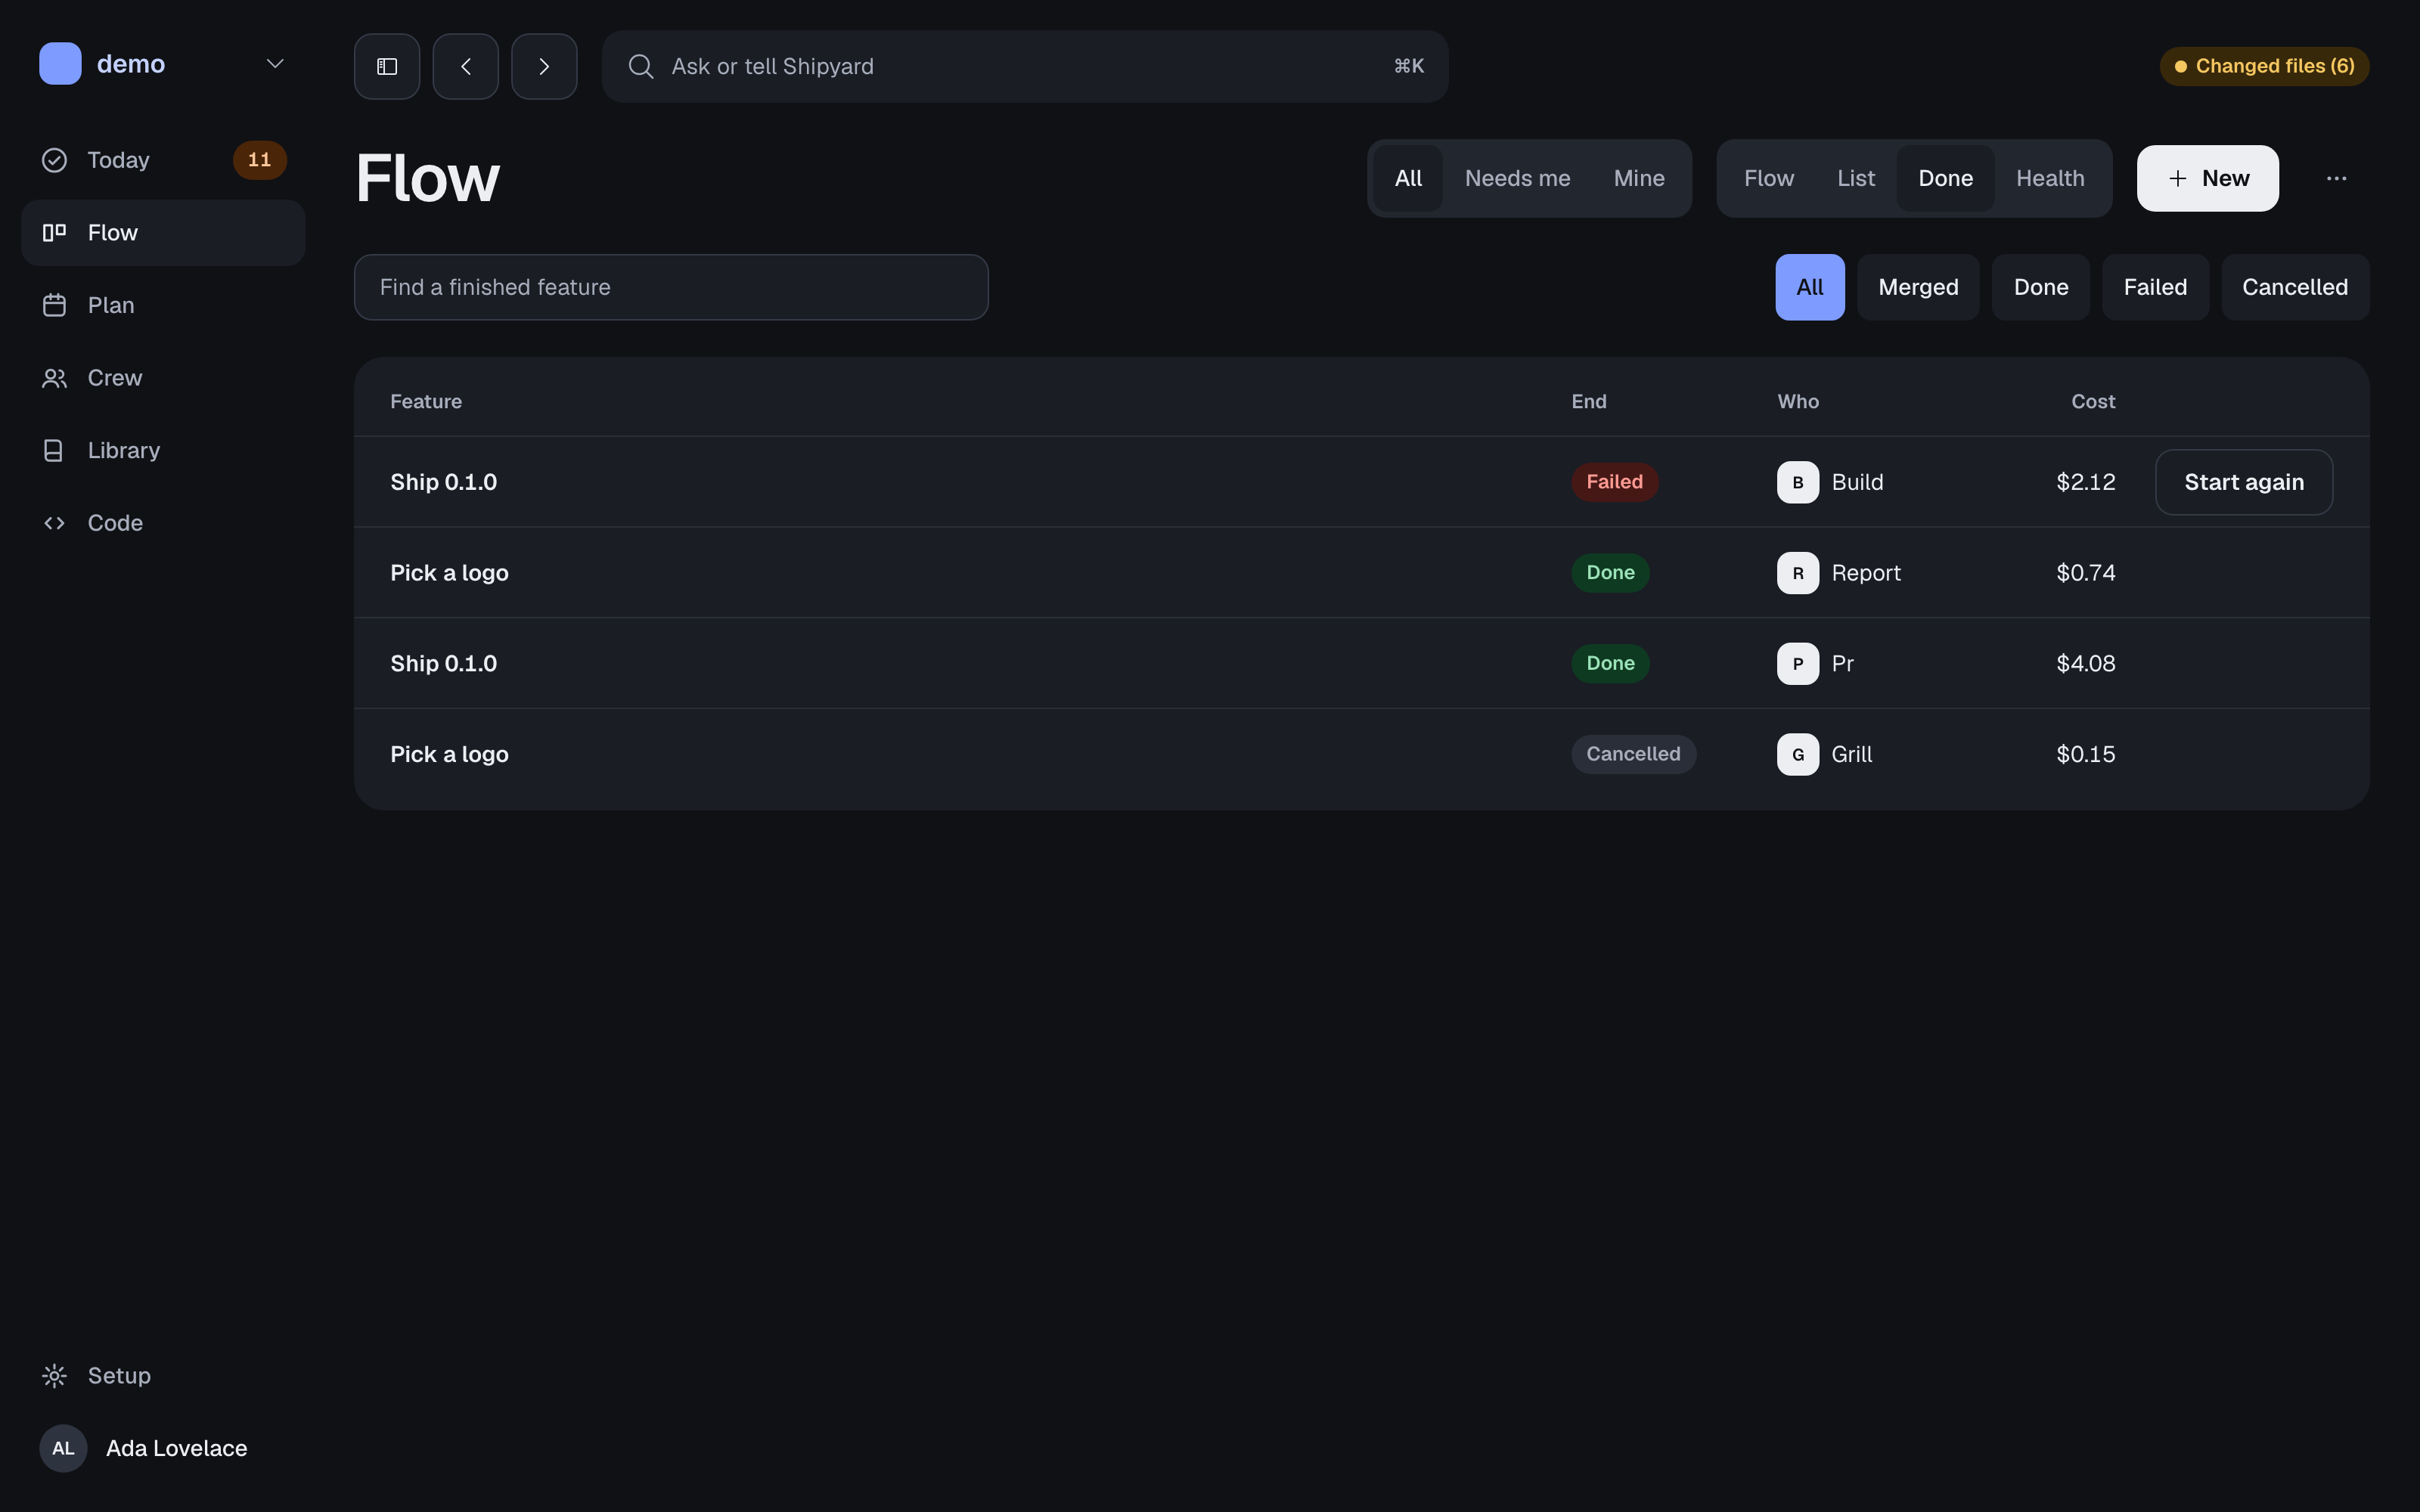 demo
Ask or tell Shipyard ⌘K
Changed files (6)
Today 11
Flow
Plan
Crew
Library
Code
Flow
All Needs me Mine
Flow List Done Health
New
Find a finished feature
All Merged Done Failed Cancelled
Feature End Who Cost
Ship 0.1.0 Failed B Build $2.12 Start again
Pick a logo Done R Report $0.74
Ship 0.1.0 Done P Pr $4.08
Pick a logo Cancelled G Grill $0.15
Setup
AL Ada Lovelace